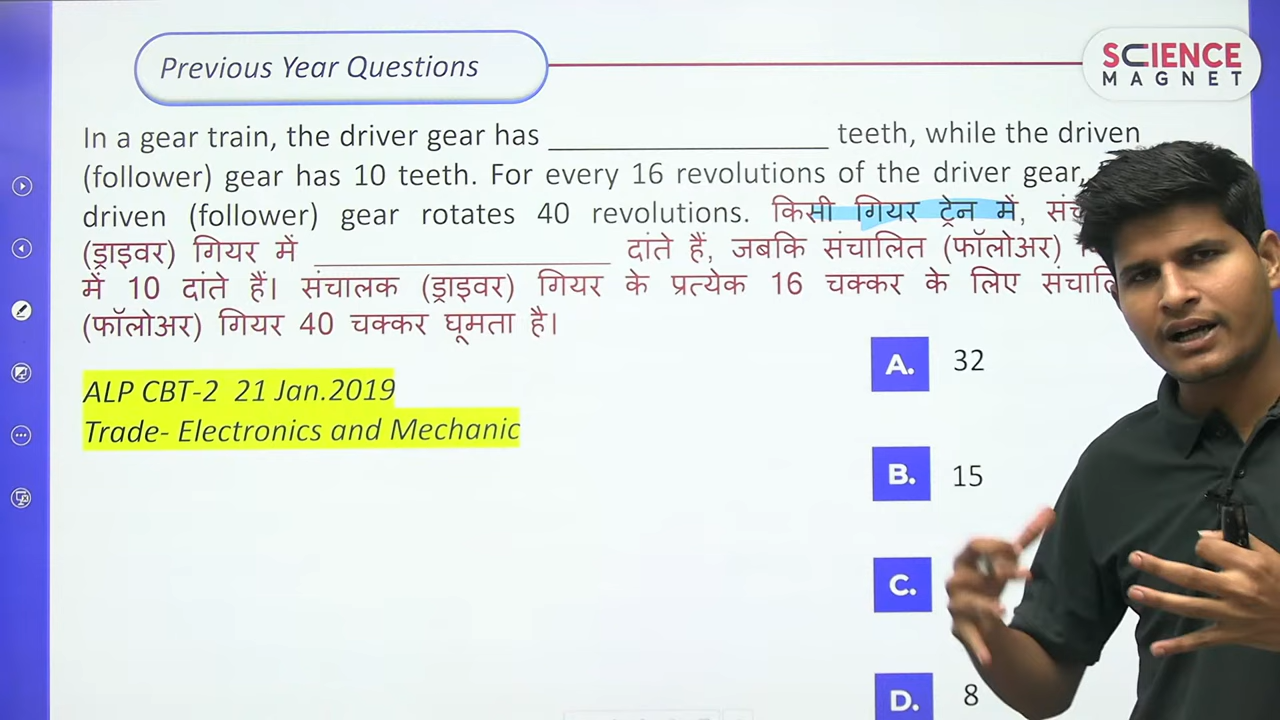 Previous Year Questions
SCIENCE
MAGNET
In a gear train, the driver gear has ________________ teeth, while the driven
(follower) gear has 10 teeth. For every 16 revolutions of the driver gear,
driven (follower) gear rotates 40 revolutions. किसी गियर ट्रेन में,
(ड्राइवर) गियर में ________________ दांते हैं, जबकि संचालित (फॉलोअर)
में 10 दांते हैं। संचालक (ड्राइवर) गियर के प्रत्येक 16 चक्कर के लिए
(फॉलोअर) गियर 40 चक्कर घूमता है।
ALP CBT-2 21 Jan.2019
Trade- Electronics and Mechanic
A. 32
B. 15
C.
D. 8